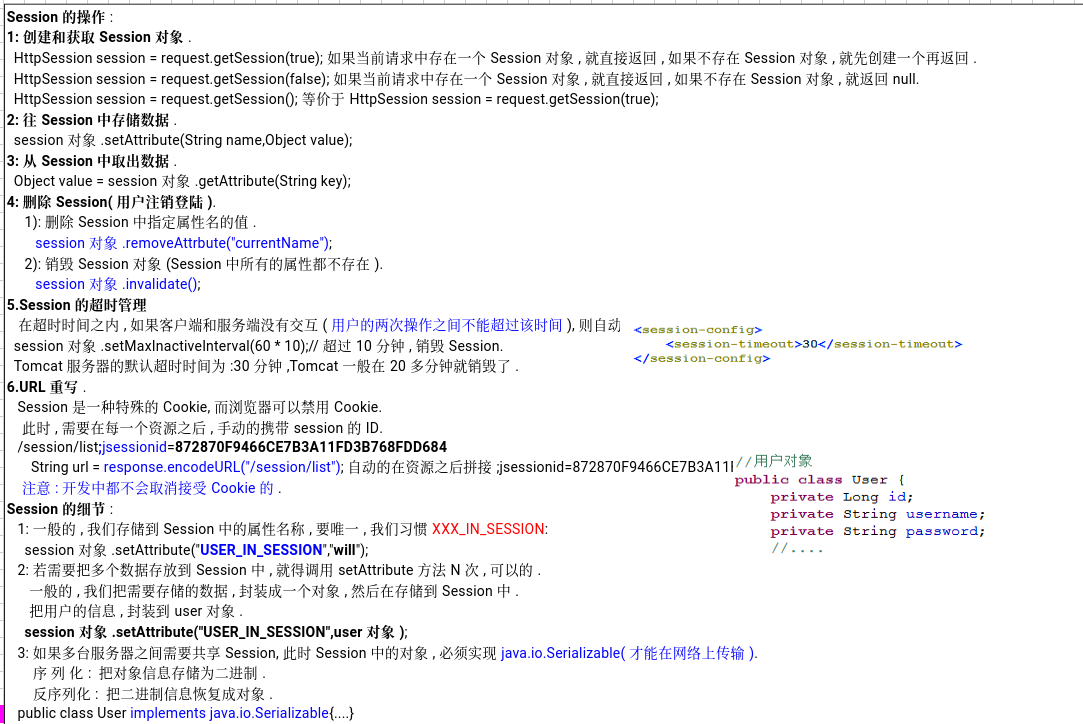 Session 的操作 :
1: 创建和获取 Session 对象 .
HttpSession session = request.getSession(true); 如果当前请求中存在一个 Session 对象 , 就直接返回 , 如果不存在 Session 对象 , 就先创建一个再返回 .
HttpSession session = request.getSession(false); 如果当前请求中存在一个 Session 对象 , 就直接返回 , 如果不存在 Session 对象 , 就返回 null.
HttpSession session = request.getSession(); 等价于 HttpSession session = request.getSession(true);
2: 往 Session 中存储数据 .
session 对象 .setAttribute(String name,Object value);
3: 从 Session 中取出数据 .
Object value = session 对象 .getAttribute(String key);
4: 删除 Session( 用户注销登陆 ).
1): 删除 Session 中指定属性名的值 .
session 对象 .removeAttrbute("currentName");
2): 销毁 Session 对象 (Session 中所有的属性都不存在 ).
session 对象 .invalidate();
5.Session 的超时管理
在超时时间之内 , 如果客户端和服务端没有交互 ( 用户的两次操作之间不能超过该时间 ), 则自动
session 对象 .setMaxInactiveInterval(60 * 10);// 超过 10 分钟 , 销毁 Session.
Tomcat 服务器的默认超时时间为 :30 分钟 ,Tomcat 一般在 20 多分钟就销毁了 .
<session-config>
<session-timeout>30</session-timeout>
</session-config>
6.URL 重写 .
Session 是一种特殊的 Cookie, 而浏览器可以禁用 Cookie.
此时 , 需要在每一个资源之后 , 手动的携带 session 的 ID.
/session/list;jsessionid=872870F9466CE7B3A11FD3B768FDD684
String url = response.encodeURL("/session/list"); 自动的在资源之后拼接 ;jsessionid=872870F9466CE7B3A11
注意 : 开发中都不会取消接受 Cookie 的 .
//用户对象
public class User {
private Long id;
private String username;
private String password;
//....
Session 的细节 :
1: 一般的 , 我们存储到 Session 中的属性名称 , 要唯一 , 我们习惯 XXX_IN_SESSION:
session 对象 .setAttribute("USER_IN_SESSION","will");
2: 若需要把多个数据存放到 Session 中 , 就得调用 setAttribute 方法 N 次 , 可以的 .
一般的 , 我们把需要存储的数据 , 封装成一个对象 , 然后在存储到 Session 中 .
把用户的信息 , 封装到 user 对象 .
session 对象 .setAttribute("USER_IN_SESSION",user 对象 );
3: 如果多台服务器之间需要共享 Session, 此时 Session 中的对象 , 必须实现 java.io.Serializable( 才能在网络上传输 ).
序 列 化 : 把对象信息存储为二进制 .
反序列化 : 把二进制信息恢复成对象 .
public class User implements java.io.Serializable{....}